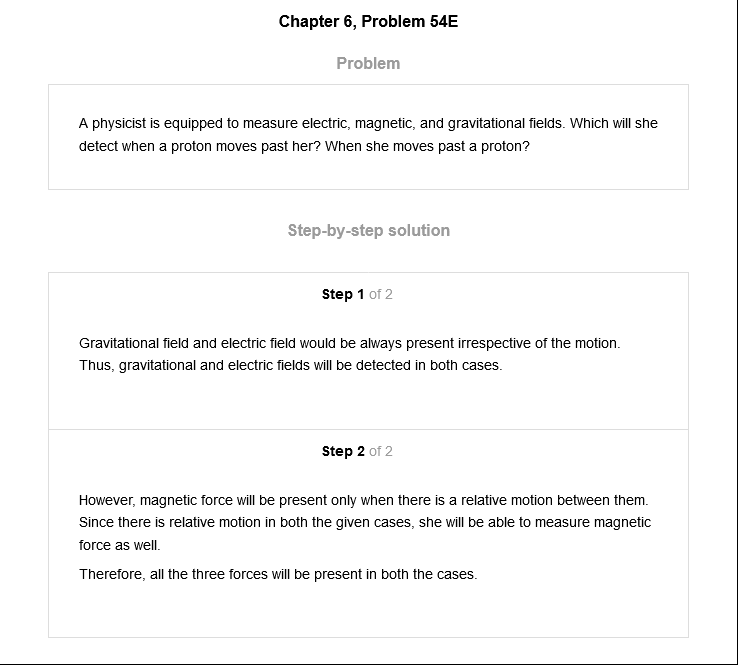 Chapter 6, Problem 54E
Problem
A physicist is equipped to measure electric, magnetic, and gravitational fields. Which will she
detect when a proton moves past her? When she moves past a proton?
Step-by-step solution
Step 1 of 2
Gravitational field and electric field would be always present irrespective of the motion.
Thus, gravitational and electric fields will be detected in both cases.
Step 2 of 2
However, magnetic force will be present only when there is a relative motion between them.
Since there is relative motion in both the given cases, she will be able to measure magnetic
force as well.
Therefore, all the three forces will be present in both the cases.